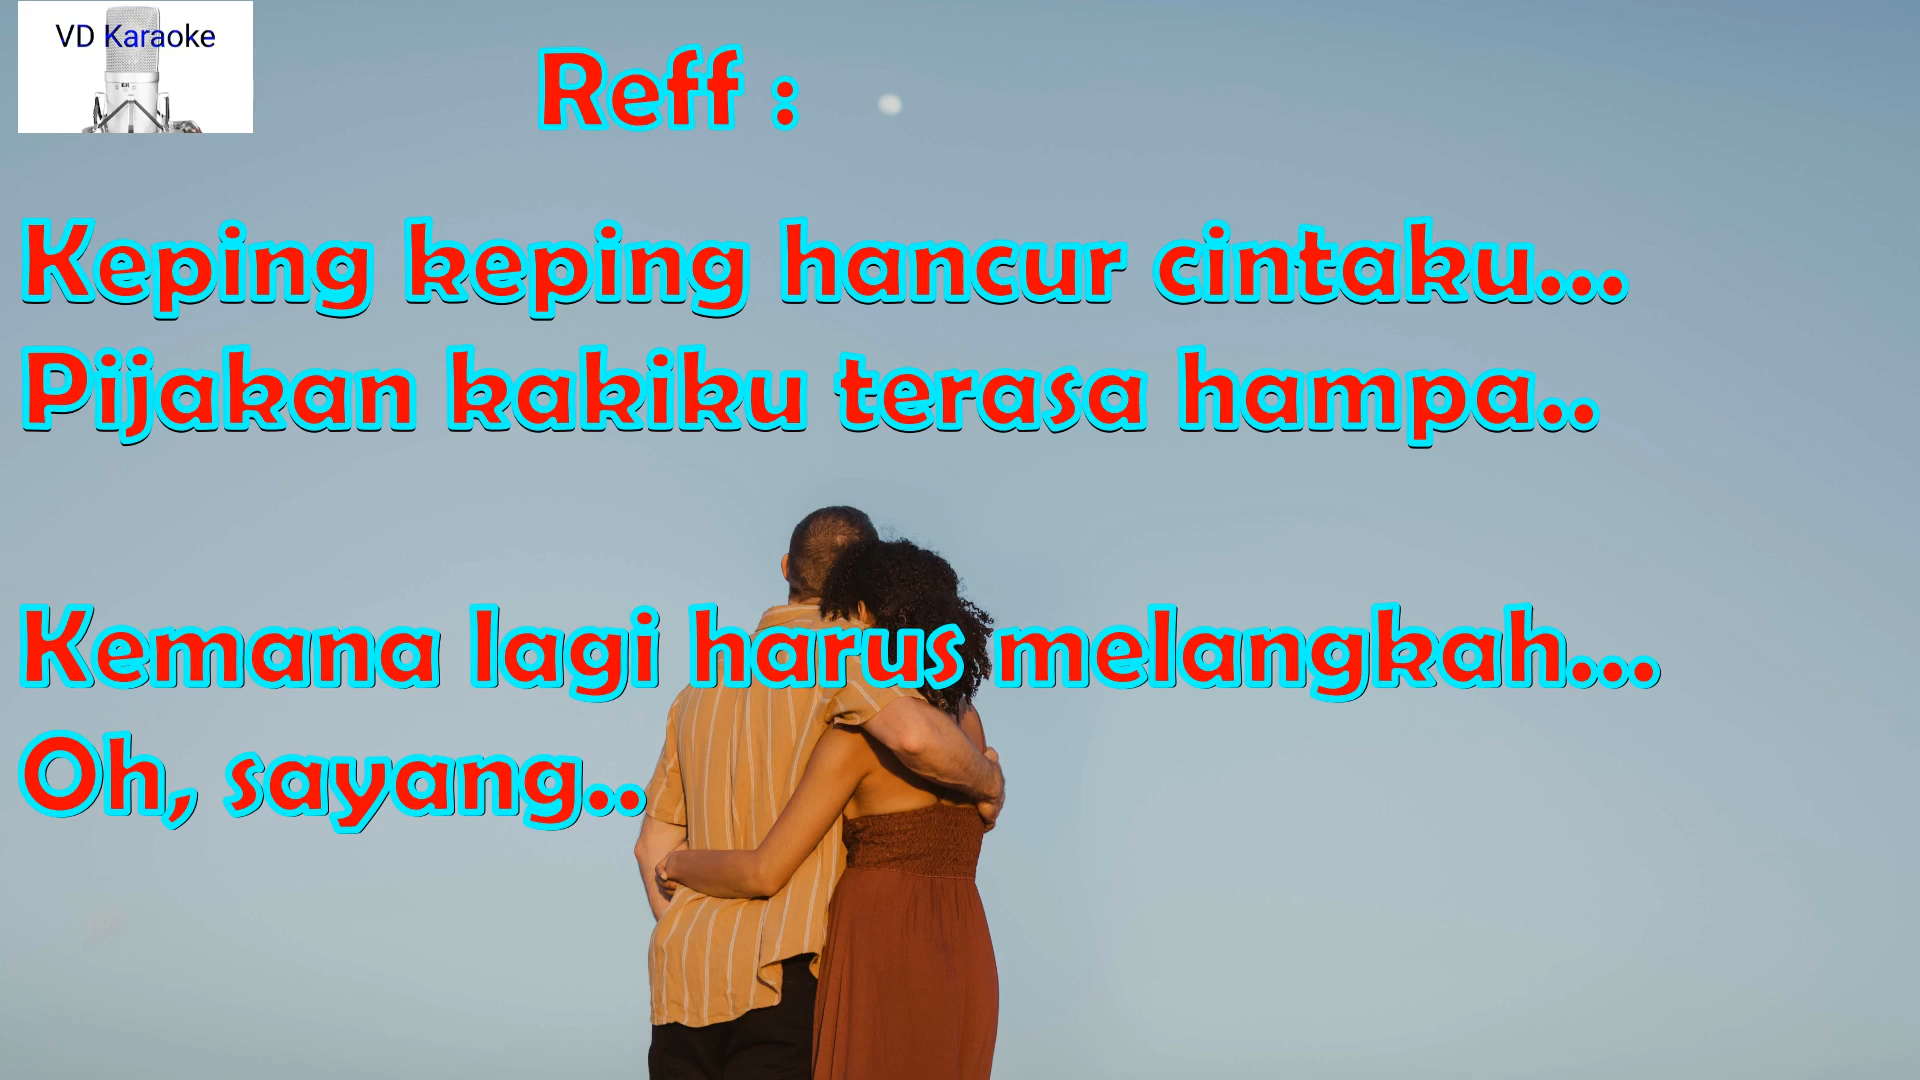 VD Karaoke
Reff :
Keping keping hancur cintaku...
Pijakan kakiku terasa hampa..
Kemana lagi harus melangkah...
Oh, sayang..